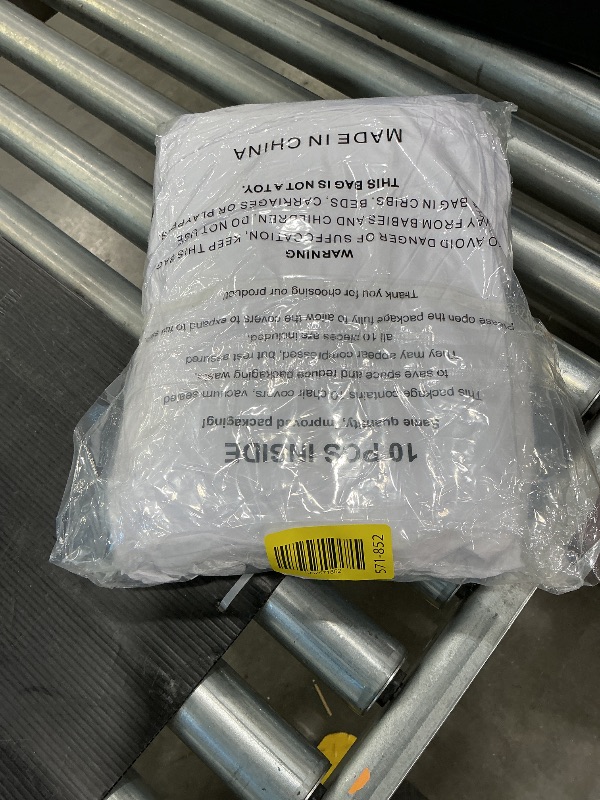 10 PCS INSIDE
Same quantity, improved packaging!
This package contains 10 chair covers, vacuum sealed
to save space and reduce packaging waste.
They may appear compressed, but rest assured
all 10 pieces are included.
Please open the package fully to allow the covers to expand to
Thank you for choosing our product!
WARNING
TO AVOID DANGER OF SUFFOCATION, KEEP THIS BAG
AWAY FROM BABIES AND CHILDREN. DO NOT USE
BAG IN CRIBS, BEDS, CARRIAGES OR
THIS BAG IS NOT A TOY.
MADE IN CHINA
571-852